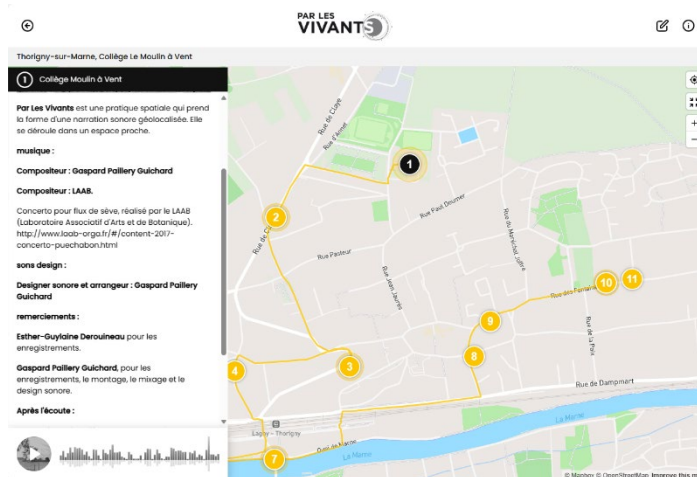 PAR LES
VIVANTS
Thorigny-sur-Marne, Collège Le Moulin à Vent
1 Collège Moulin à Vent
Par Les Vivants est une pratique spatiale qui prend
la forme d'une narration sonore géolocalisée. Elle
se déroule dans un espace proche.
musique :
Compositeur : Gaspard Paillery Guichard
Compositeur : LAAB.
Concerto pour flux de sève, réalisé par le LAAB
(Laboratoire Associatif d'Arts et de Botanique).
http://www.laab-orga.fr/#/content-2017-
concerto-puechabon.html
sons design :
Designer sonore et arrangeur : Gaspard Paillery
Guichard
remerciements :
Esther-Guylaine Derouineau pour les
enregistrements.
Gaspard Paillery Guichard, pour les
enregistrements, le montage, le mixage et le
design sonore.
Après l'écoute :
Rue de Claye
Rue d'Annet
1
2
Rue de C
Rue Paul Doumer
Rue du Maréchal Joffre
Rue Pasteur
Rue Jean Jaurès
Rue des Fontaine
10
11
9
Rue de la Paix
8
3
4
Rue de Dampmart
Lagny - Thorigny
La Marne
Quai de Marne
La Marne
7
© Mapbox © OpenStreetMap Improve this m